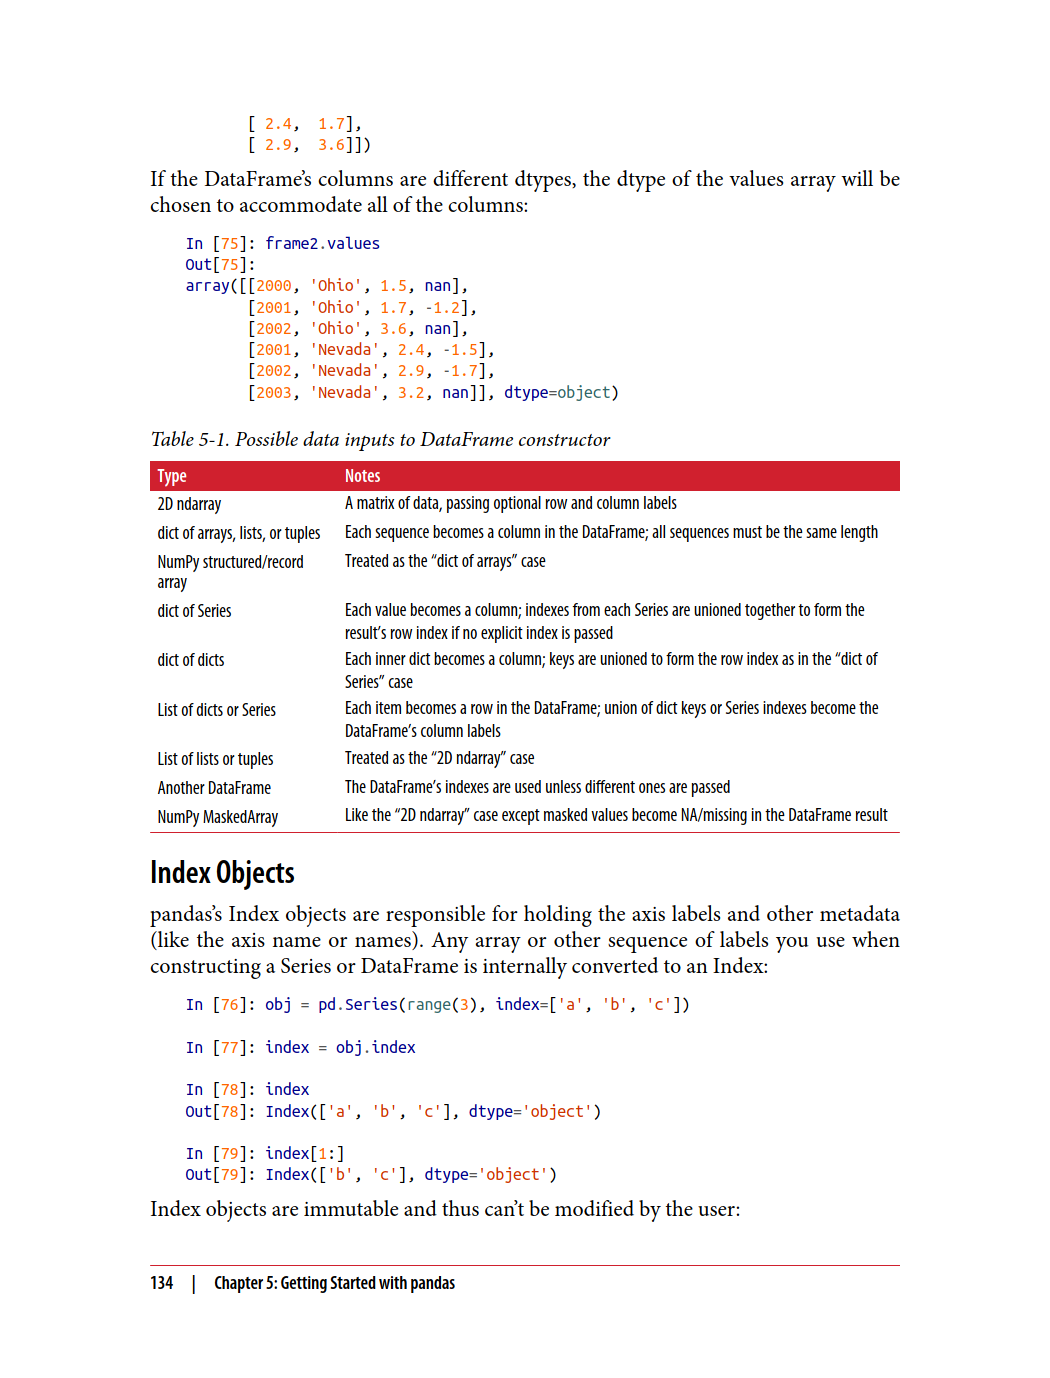 [ 2.4, 1.7],
[ 2.9, 3.6]])
If the DataFrame’s columns are different dtypes, the dtype of the values array will be
chosen to accommodate all of the columns:
In [75]: frame2.values
Out[75]:
array([[2000, 'Ohio', 1.5, nan],
[2001, 'Ohio', 1.7, -1.2],
[2002, 'Ohio', 3.6, nan],
[2001, 'Nevada', 2.4, -1.5],
[2002, 'Nevada', 2.9, -1.7],
[2003, 'Nevada', 3.2, nan]], dtype=object)
Table 5-1. Possible data inputs to DataFrame constructor
Type Notes
2D ndarray A matrix of data, passing optional row and column labels
dict of arrays, lists, or tuples Each sequence becomes a column in the DataFrame; all sequences must be the same length
NumPy structured/record Treated as the “dict of arrays” case
array
dict of Series Each value becomes a column; indexes from each Series are unioned together to form the
result’s row index if no explicit index is passed
dict of dicts Each inner dict becomes a column; keys are unioned to form the row index as in the “dict of
Series” case
List of dicts or Series Each item becomes a row in the DataFrame; union of dict keys or Series indexes become the
DataFrame’s column labels
List of lists or tuples Treated as the “2D ndarray” case
Another DataFrame The DataFrame’s indexes are used unless different ones are passed
NumPy MaskedArray Like the “2D ndarray” case except masked values become NA/missing in the DataFrame result
Index Objects
pandas’s Index objects are responsible for holding the axis labels and other metadata
(like the axis name or names). Any array or other sequence of labels you use when
constructing a Series or DataFrame is internally converted to an Index:
In [76]: obj = pd.Series(range(3), index=['a', 'b', 'c'])
In [77]: index = obj.index
In [78]: index
Out[78]: Index(['a', 'b', 'c'], dtype='object')
In [79]: index[1:]
Out[79]: Index(['b', 'c'], dtype='object')
Index objects are immutable and thus can’t be modified by the user:
134 | Chapter 5: Getting Started with pandas